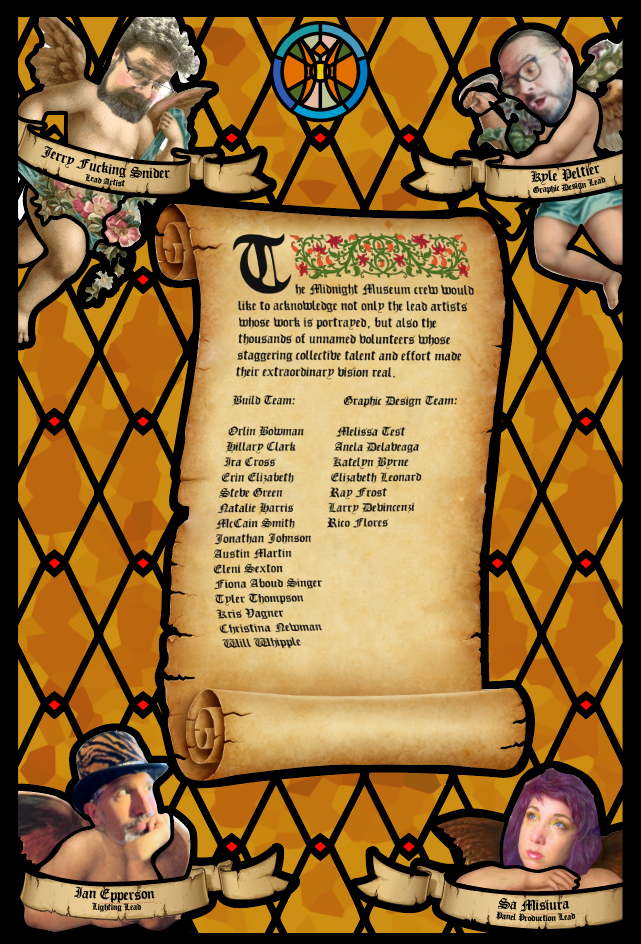 Jerry Fucking Snider
Lead Artist
Kyle Peltier
Graphic Design Lead
The Midnight Museum crew would
like to acknowledge not only the lead artists
whose work is portrayed, but also the
thousands of unnamed volunteers whose
staggering collective talent and effort made
their extraordinary vision real.
Build Team:
Orlin Bowman
Hillary Clark
Ira Cross
Erin Elizabeth
Steve Green
Natalie Harris
McCain Smith
Jonathan Johnson
Austin Martin
Eleni Sexton
Fiona Aboud Singer
Tyler Thompson
Kris Vagner
Christina Newman
Will Whipple
Graphic Design Team:
Melissa Test
Anela Delaveaga
Katelyn Byrne
Elizabeth Leonard
Ray Frost
Larry Devincenzi
Rico Flores
Ian Epperson
Lighting Lead
Sa Misiura
Panel Production Lead